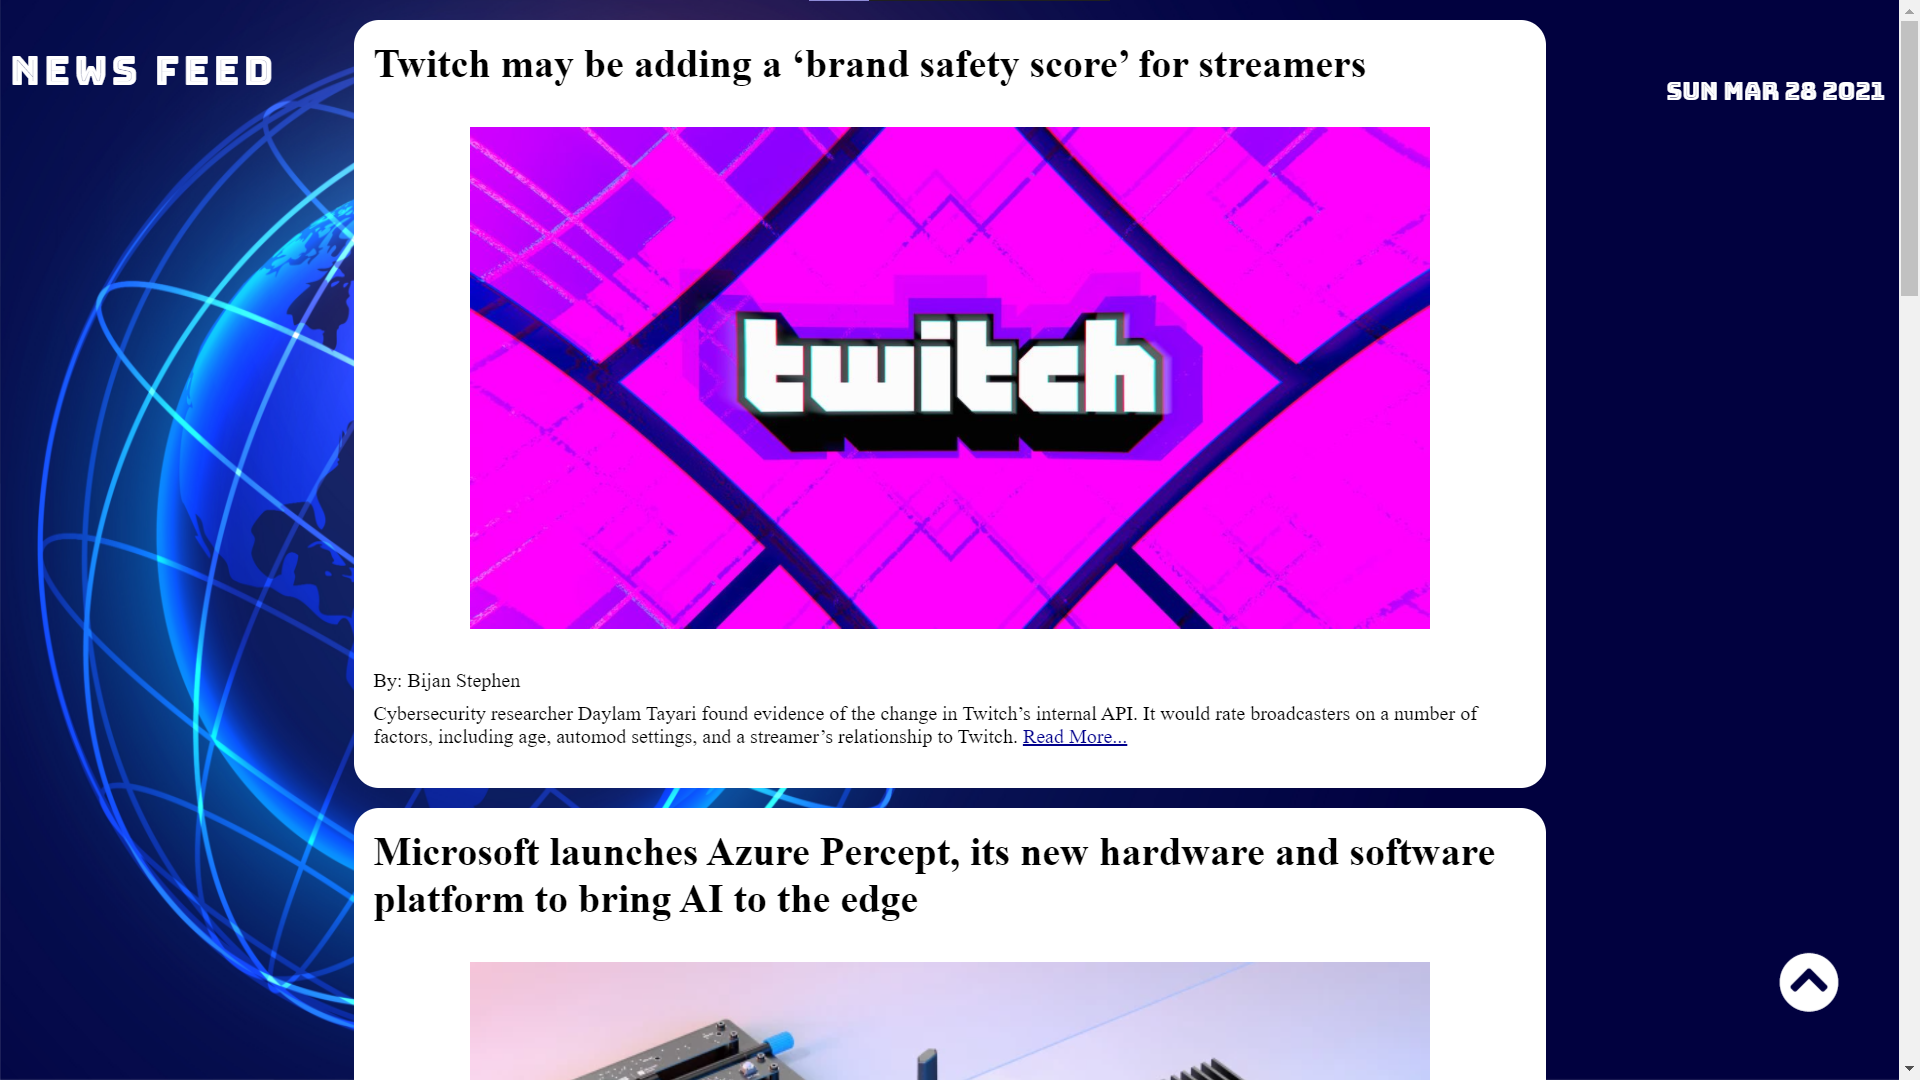 NEWS FEED
SUN MAR 28 2021
Twitch may be adding a ‘brand safety score’ for streamers
twitch
By: Bijan Stephen
Cybersecurity researcher Daylam Tayari found evidence of the change in Twitch’s internal API. It would rate broadcasters on a number of
factors, including age, automod settings, and a streamer’s relationship to Twitch. Read More...
Microsoft launches Azure Percept, its new hardware and software
platform to bring AI to the edge